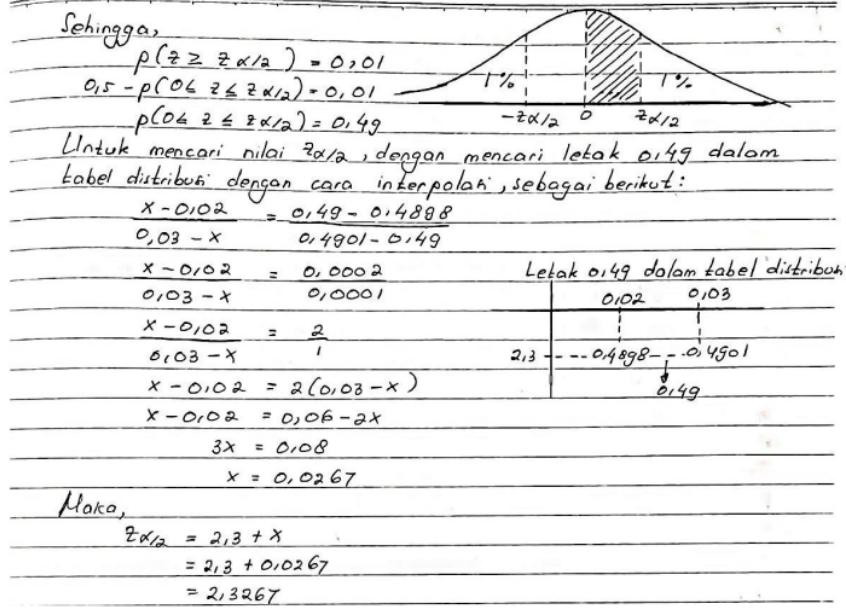 Sehingga,
p(z ≥ zα/2) = 0,01
0,5 - p(0 ≤ z ≤ zα/2) = 0,01
p(0 ≤ z ≤ zα/2) = 0,49
1% 1%
-zα/2 0 zα/2
Untuk mencari nilai zα/2, dengan mencari letak 0,49 dalam
tabel distribusi dengan cara interpolasi, sebagai berikut:
x - 0,02 = 0,49 - 0,4898
0,03 - x 0,4901 - 0,49
x - 0,02 = 0,0002
0,03 - x 0,0001
x - 0,02 = 2
0,03 - x 1
x - 0,02 = 2(0,03 - x)
x - 0,02 = 0,06 - 2x
3x = 0,08
x = 0,0267
Letak 0,49 dalam tabel distribusi
0,02 0,03
2,3 - - - - 0,4898 - - - 0,4901
0,49
Maka,
zα/2 = 2,3 + x
= 2,3 + 0,0267
= 2,3267